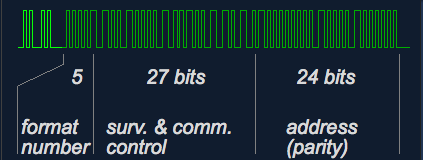 5 27 bits 24 bits
format surv. & comm. address
number control (parity)